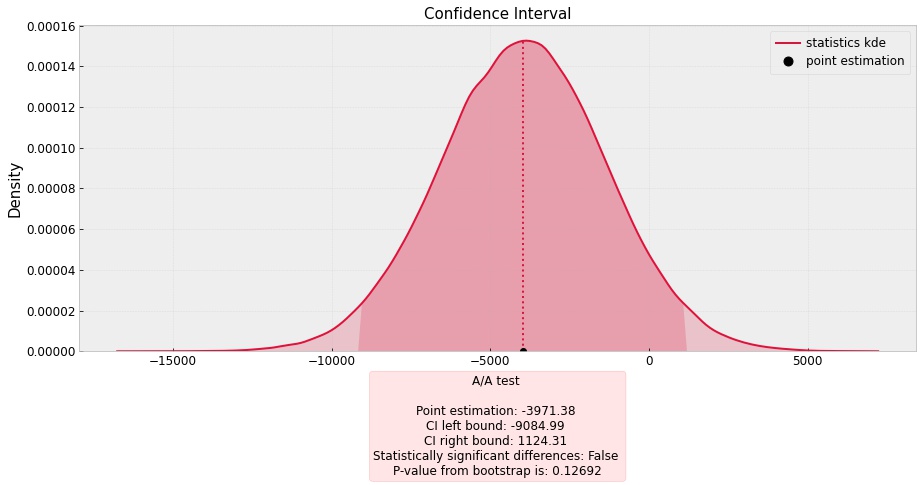 Confidence Interval
statistics kde
point estimation
Density
0.00016
0.00014
0.00012
0.00010
0.00008
0.00006
0.00004
0.00002
0.00000
−15000
−10000
−5000
0
5000
A/A test
Point estimation: -3971.38
CI left bound: -9084.99
CI right bound: 1124.31
Statistically significant differences: False
P-value from bootstrap is: 0.12692